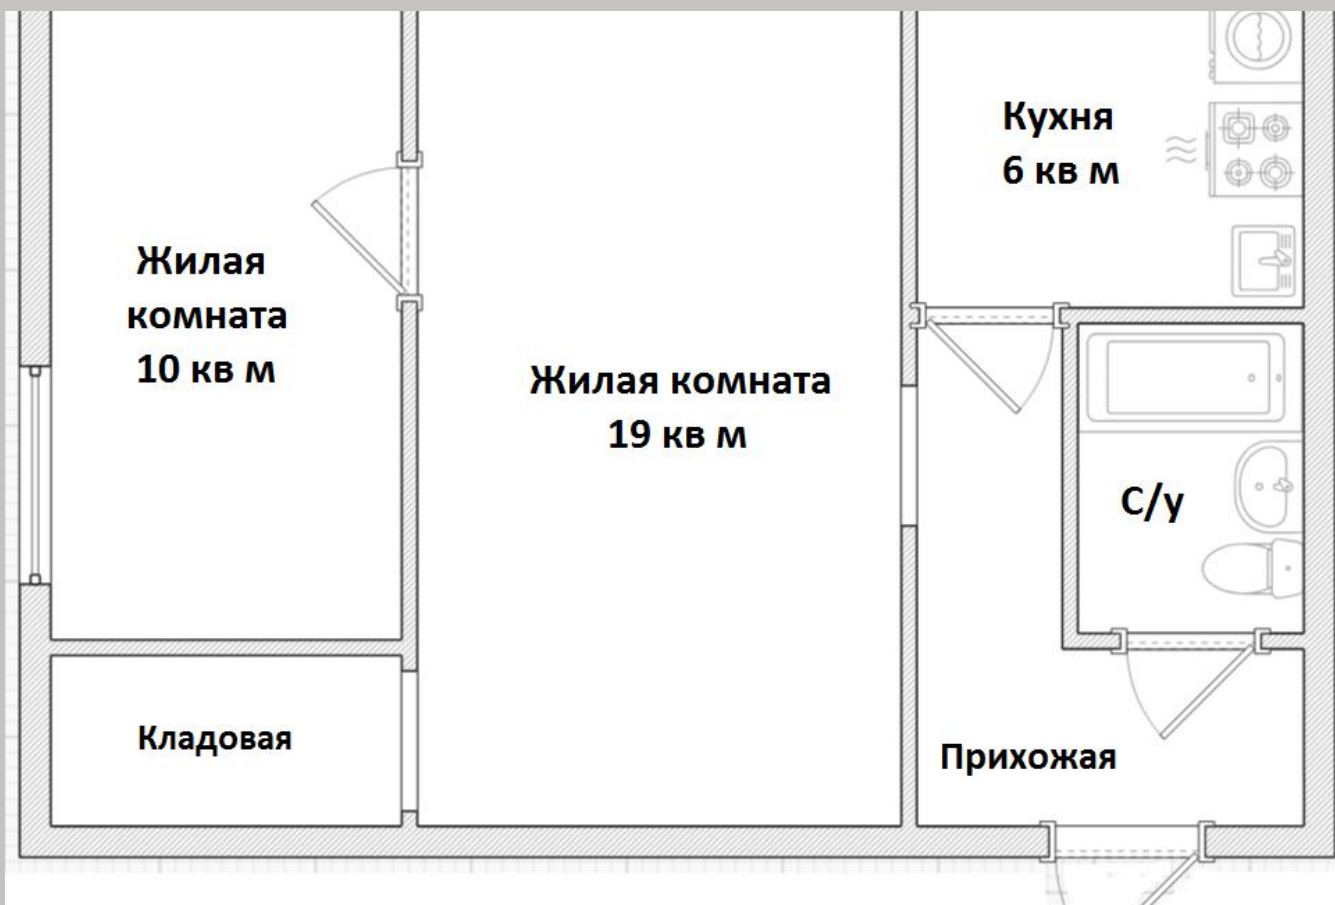 Кухня
6 кв м
Жилая
комната
10 кв м
Жилая комната
19 кв м
С/у
Кладовая
Прихожая